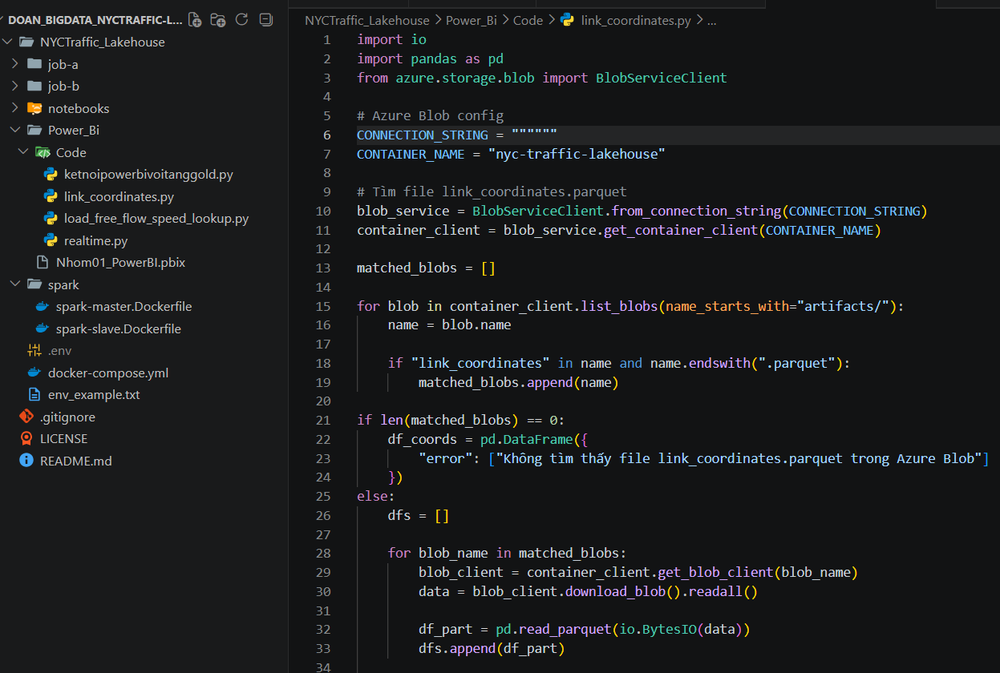 DOAN_BIGDATA_NYCTRAFFIC-L...
NYCTraffic_Lakehouse
job-a
job-b
notebooks
Power_Bi
Code
ketnoipowerbivoitanggold.py
link_coordinates.py
load_free_flow_speed_lookup.py
realtime.py
Nhom01_PowerBI.pbix
spark
spark-master.Dockerfile
spark-slave.Dockerfile
.env
docker-compose.yml
env_example.txt
.gitignore
LICENSE
README.md
NYCTraffic_Lakehouse > Power_Bi > Code > link_coordinates.py > ...
1 import io
2 import pandas as pd
3 from azure.storage.blob import BlobServiceClient
4
5 # Azure Blob config
6 CONNECTION_STRING = """"""
7 CONTAINER_NAME = "nyc-traffic-lakehouse"
8
9 # Tìm file link_coordinates.parquet
10 blob_service = BlobServiceClient.from_connection_string(CONNECTION_STRING)
11 container_client = blob_service.get_container_client(CONTAINER_NAME)
12
13 matched_blobs = []
14
15 for blob in container_client.list_blobs(name_starts_with="artifacts/"):
16     name = blob.name
17
18     if "link_coordinates" in name and name.endswith(".parquet"):
19         matched_blobs.append(name)
20
21 if len(matched_blobs) == 0:
22     df_coords = pd.DataFrame({
23         "error": ["Không tìm thấy file link_coordinates.parquet trong Azure Blob"]
24     })
25 else:
26     dfs = []
27
28     for blob_name in matched_blobs:
29         blob_client = container_client.get_blob_client(blob_name)
30         data = blob_client.download_blob().readall()
31
32         df_part = pd.read_parquet(io.BytesIO(data))
33         dfs.append(df_part)
34